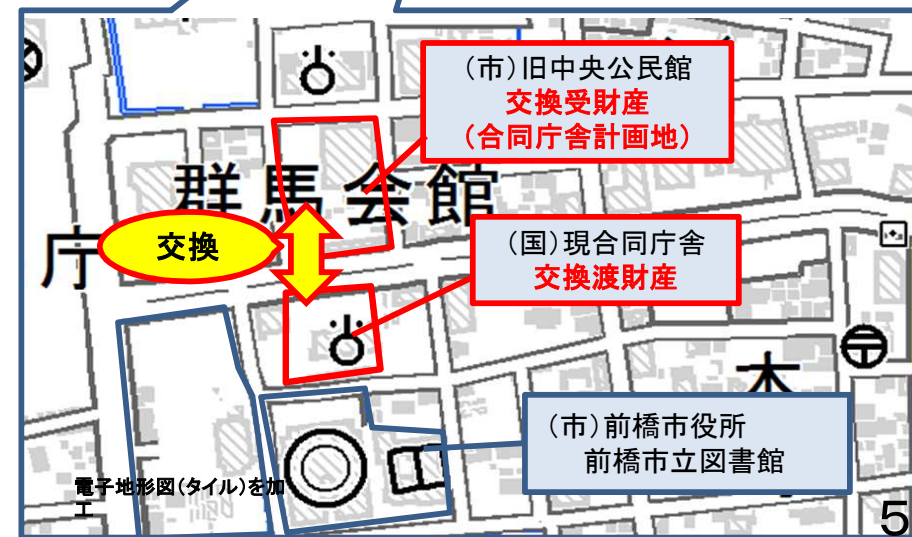 (市)旧中央公民館
交換受財産
(合同庁舎計画地)
群馬会館
庁
交換
(国)現合同庁舎
交換渡財産
(市)前橋市役所
前橋市立図書館
電子地形図(タイル)を加
工
5